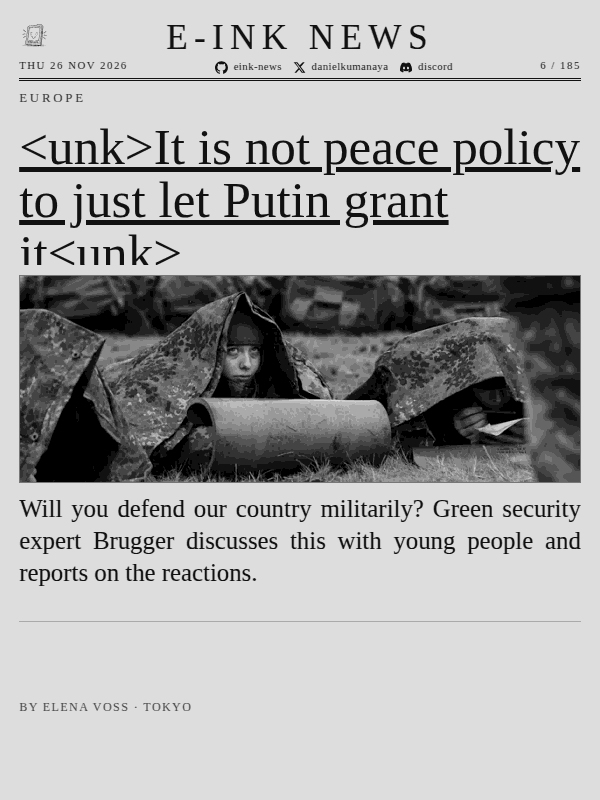 E-INK NEWS
THU 26 NOV 2026
eink-news danielkumanaya discord
6 / 185
EUROPE
<unk>It is not peace policy
to just let Putin grant
it<unk>
Will you defend our country militarily? Green security
expert Brugger discusses this with young people and
reports on the reactions.
BY ELENA VOSS · TOKYO